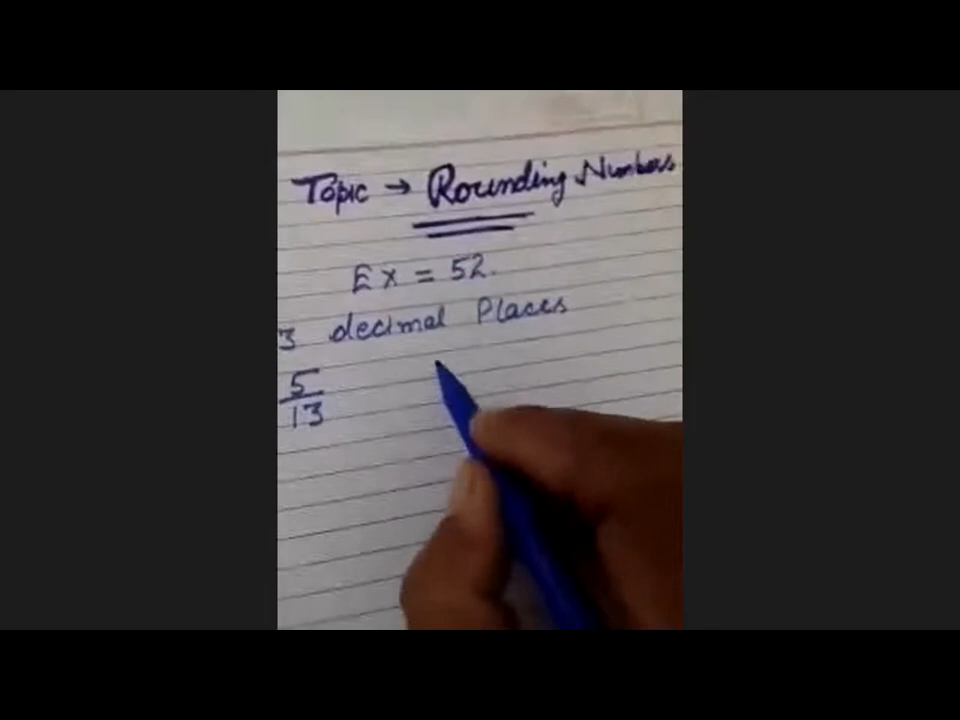 Topic → Rounding Numbers
Ex = 52.
3 decimal Places
5
13